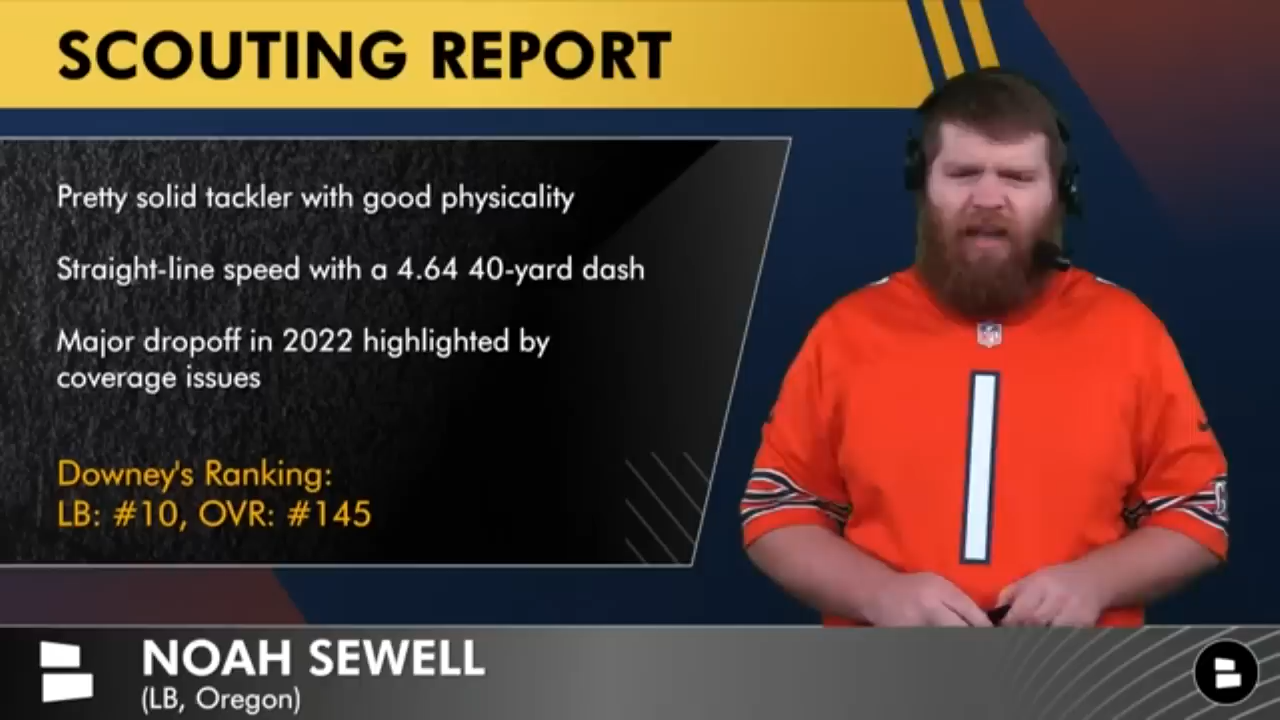 SCOUTING REPORT
Pretty solid tackler with good physicality
Straight-line speed with a 4.64 40-yard dash
Major dropoff in 2022 highlighted by
coverage issues
Downey's Ranking:
LB: #10, OVR: #145
1
NOAH SEWELL
(LB, Oregon)